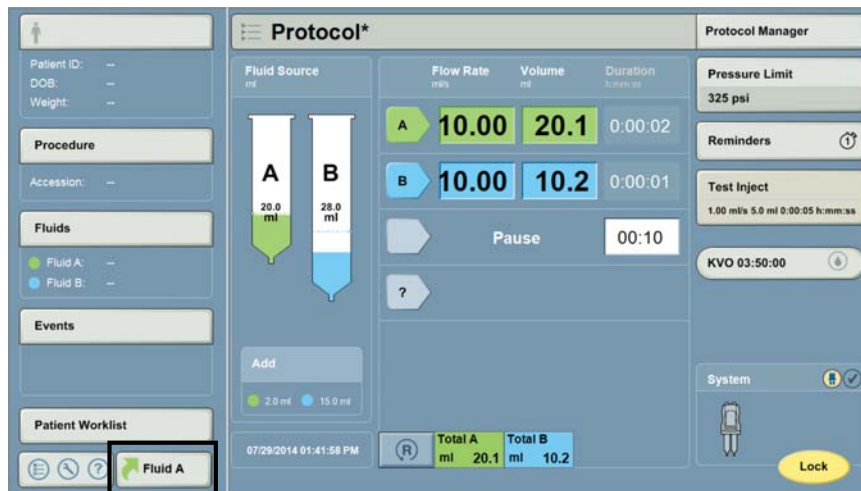 Patient ID: --
DOB: --
Weight: --
Procedure
Accession: --
Fluids
Fluid A: --
Fluid B: --
Events
Patient Worklist
?
Fluid A
Protocol*
Fluid Source
ml
A
20.0
ml
B
28.0
ml
Add
2.0 ml 15.0 ml
07/29/2014 01:41:58 PM
Flow Rate Volume Duration
ml/s ml h:mm:ss
A 10.00 20.1 0:00:02
B 10.00 10.2 0:00:01
Pause 00:10
?
R
Total A Total B
ml 20.1 ml 10.2
Protocol Manager
Pressure Limit
325 psi
Reminders 1
Test Inject
1.00 ml/s 5.0 ml 0:00:05 h:mm:ss
KVO 03:50:00
System
Lock